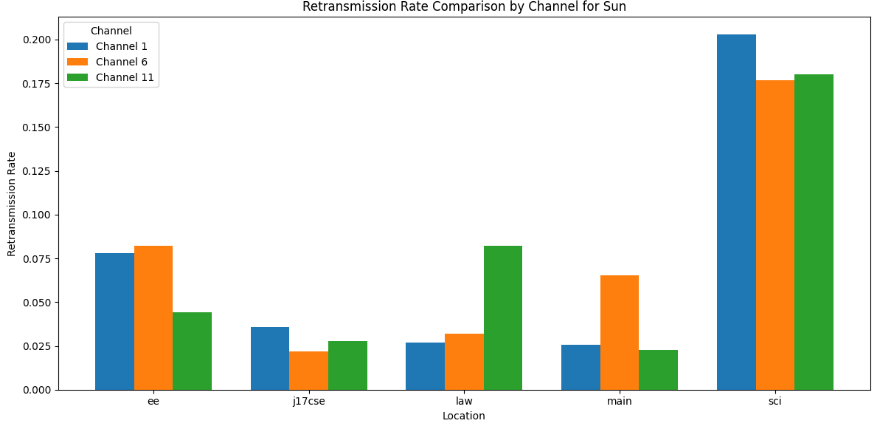 Retransmission Rate Comparison by Channel for Sun
Channel
Channel 1
Channel 6
Channel 11
Retransmission Rate
0.200
0.175
0.150
0.125
0.100
0.075
0.050
0.025
0.000
ee j17cse law main sci
Location